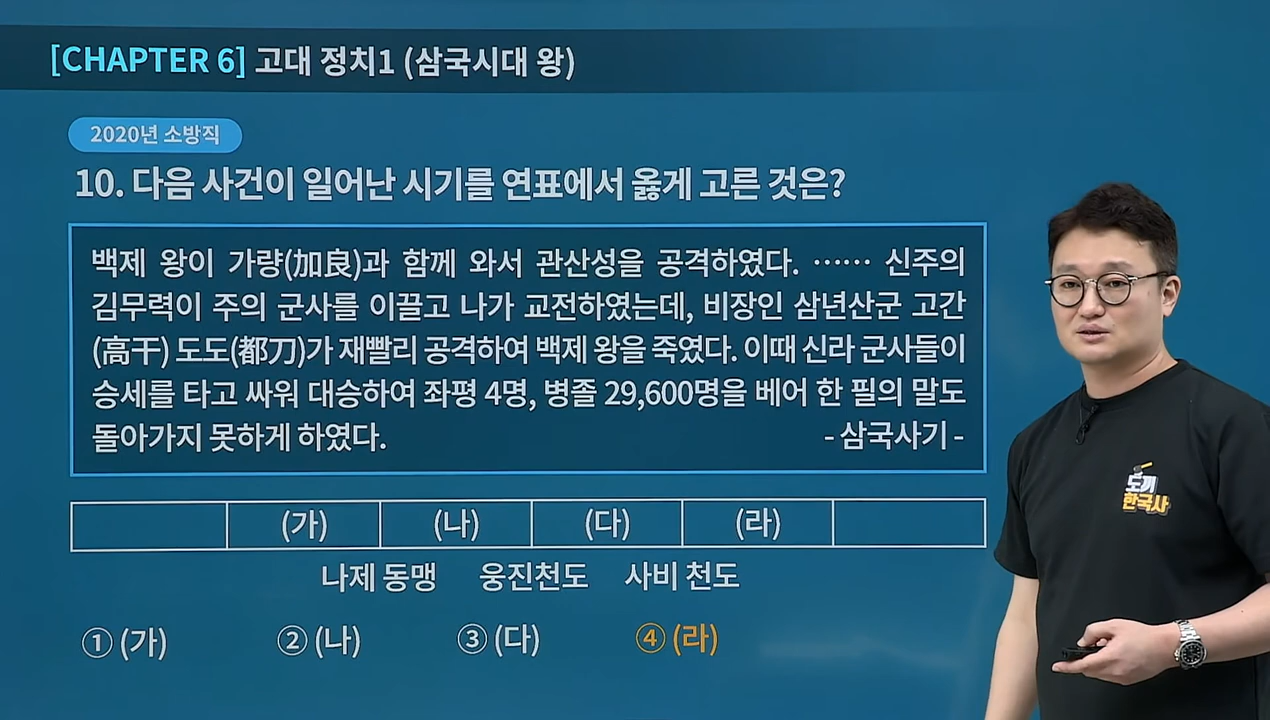 [CHAPTER 6] 고대 정치1 (삼국시대 왕)
2020년 소방직
10. 다음 사건이 일어난 시기를 연표에서 옳게 고른 것은?
백제 왕이 가량(加良)과 함께 와서 관산성을 공격하였다. …… 신주의
김무력이 주의 군사를 이끌고 나가 교전하였는데, 비장인 삼년산군 고간
(高干) 도도(都刀)가 재빨리 공격하여 백제 왕을 죽였다. 이때 신라 군사들이
승세를 타고 싸워 대승하여 좌평 4명, 병졸 29,600명을 베어 한 필의 말도
돌아가지 못하게 하였다. - 삼국사기 -
(가) (나) (다) (라)
나제 동맹 웅진천도 사비 천도
① (가) ② (나) ③ (다) ④ (라)
도끼
한국사